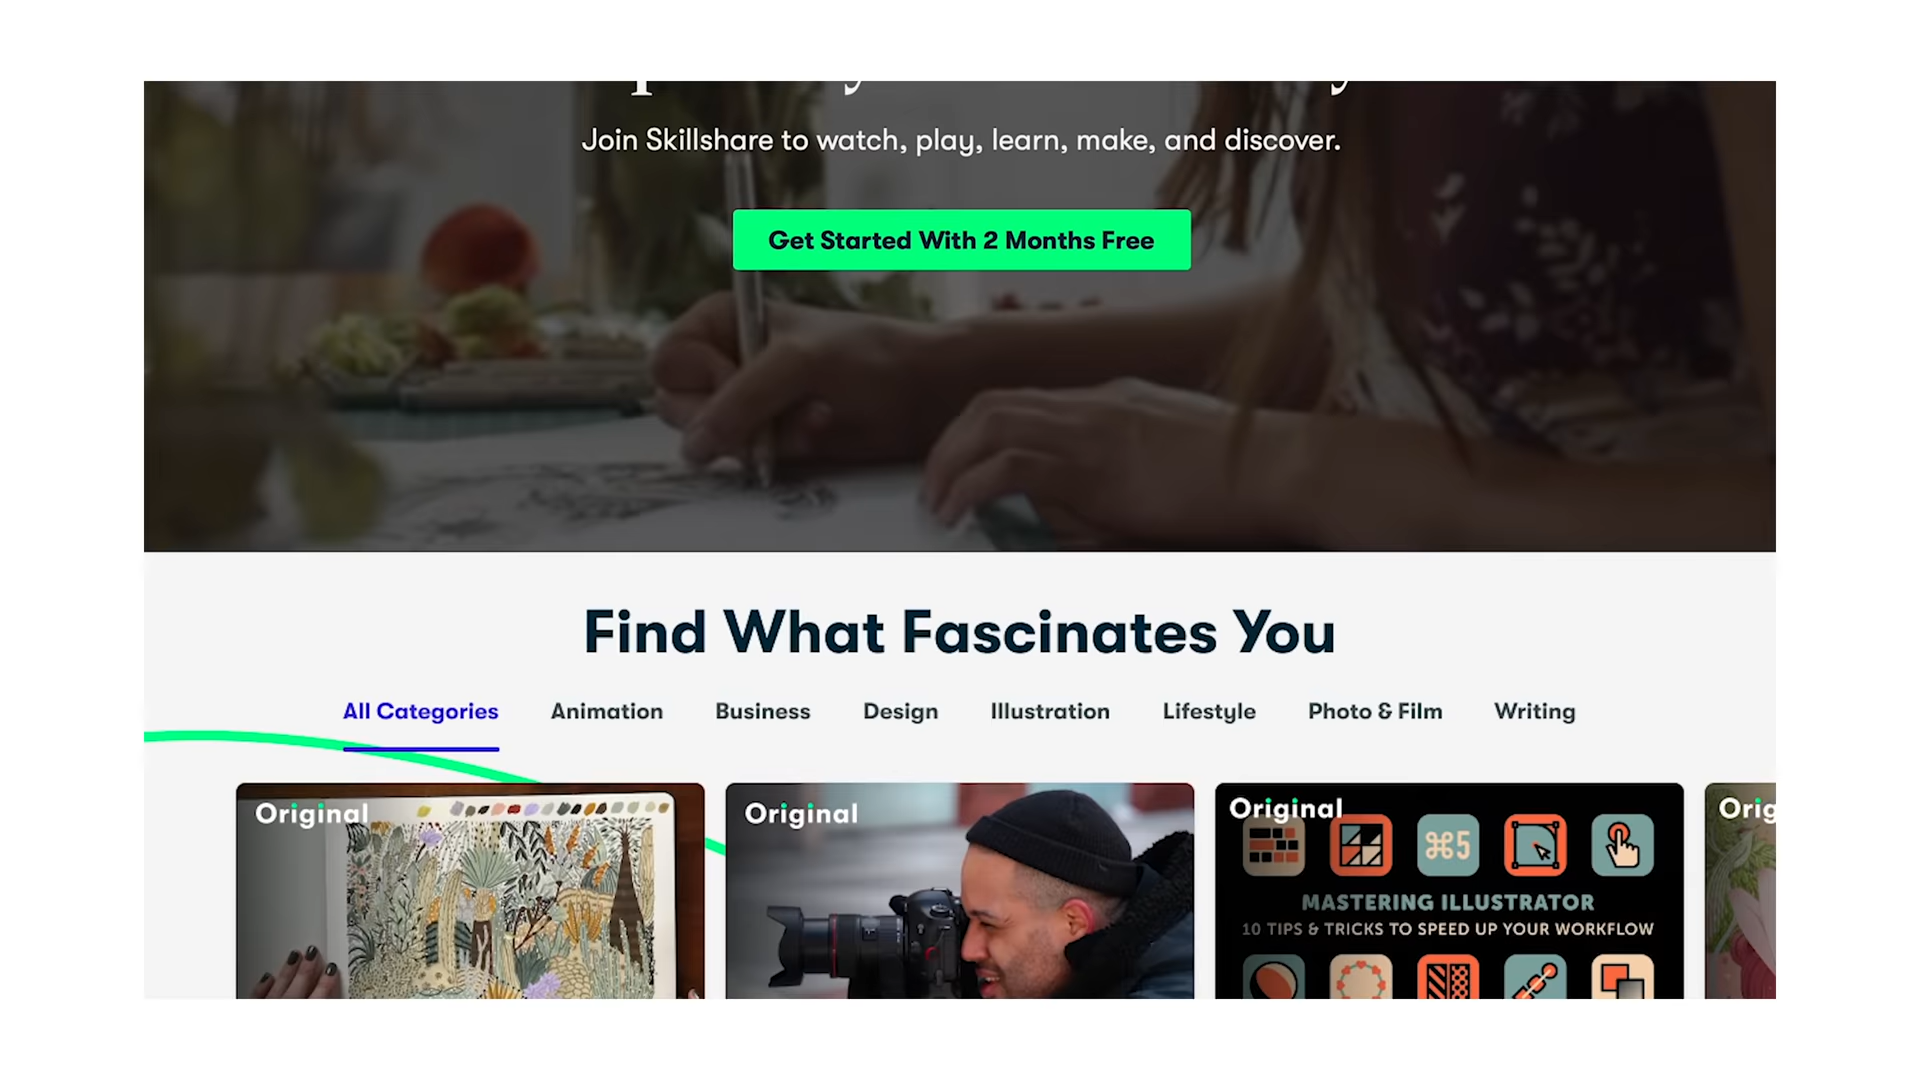 Join Skillshare to watch, play, learn, make, and discover.
Get Started With 2 Months Free
Find What Fascinates You
All Categories Animation Business Design Illustration Lifestyle Photo & Film Writing
Original Original Original
⌘5
MASTERING ILLUSTRATOR
10 TIPS & TRICKS TO SPEED UP YOUR WORKFLOW